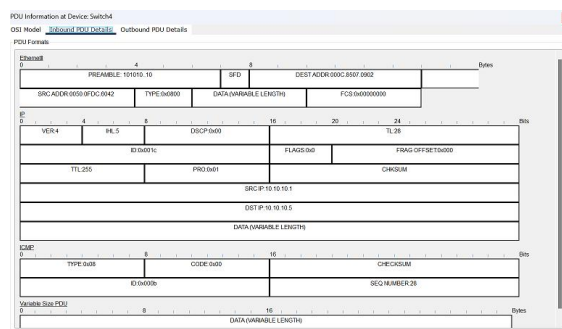 PDU Information at Device: Switch4
OSI Model Inbound PDU Details Outbound PDU Details
PDU Formats
EthernetII
0 4 8 Bytes
PREAMBLE: 101010..10 SFD DEST ADDR:000C.8507.0902
SRC ADDR:0050.0FDC.6042 TYPE:0x0800 DATA (VARIABLE LENGTH) FCS:0x00000000
IP
0 4 8 16 20 24 Bits
VER:4 IHL:5 DSCP:0x00 TL:28
ID:0x001c FLAGS:0x0 FRAG OFFSET:0x000
TTL:255 PRO:0x01 CHKSUM
SRC IP:10.10.10.1
DST IP:10.10.10.5
DATA (VARIABLE LENGTH)
ICMP
0 8 16 Bits
TYPE:0x08 CODE:0x00 CHECKSUM
ID:0x000b SEQ NUMBER:28
Variable Size PDU
0 8 16 Bytes
DATA (VARIABLE LENGTH)